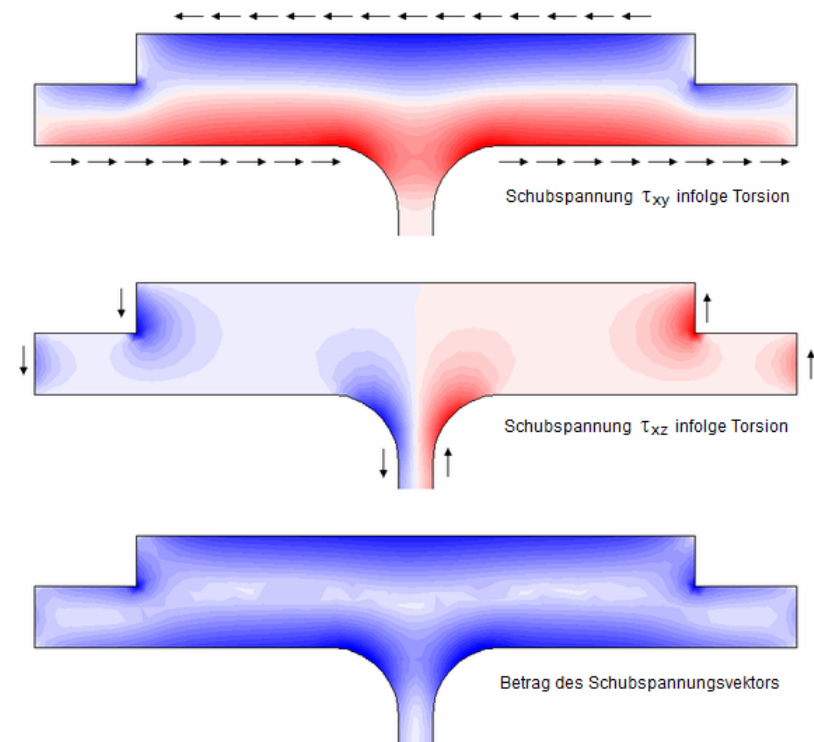 Schubspannung τxy infolge Torsion
Schubspannung τxz infolge Torsion
Betrag des Schubspannungsvektors